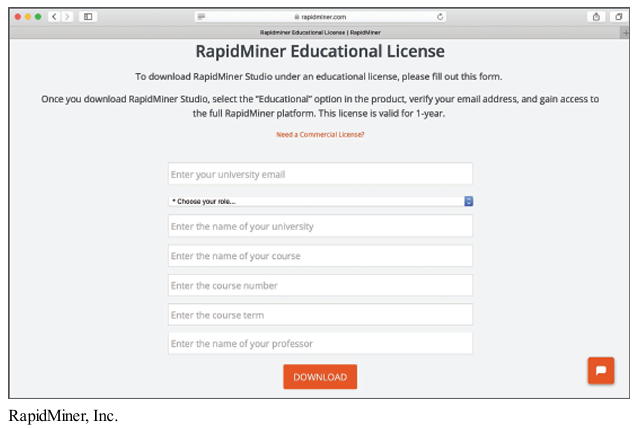 rapidminer.com
Rapidminer Educational License | RapidMiner
RapidMiner Educational License
To download RapidMiner Studio under an educational license, please fill out this form.
Once you download RapidMiner Studio, select the "Educational" option in the product, verify your email address, and gain access to
the full RapidMiner platform. This license is valid for 1-year.
Need a Commercial License?
Enter your university email
* Choose your role...
Enter the name of your university
Enter the name of your course
Enter the course number
Enter the course term
Enter the name of your professor
DOWNLOAD
RapidMiner, Inc.